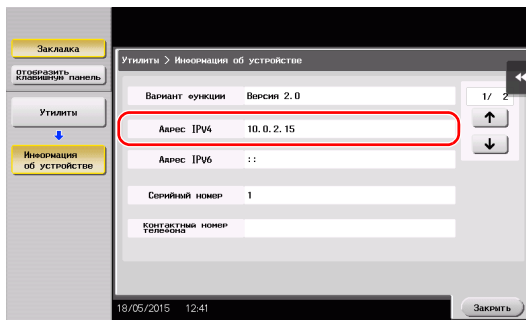 Закладка
Отобразить
клавишную панель
Утилиты
Информация
об устройстве
Утилиты > Информация об устройстве
Вариант функции Версия 2.0
Адрес IPv4 10.0.2.15
Адрес IPv6 ::
Серийный номер 1
Контактный номер
телефона
1/ 2
18/05/2015 12:41
Закрыть